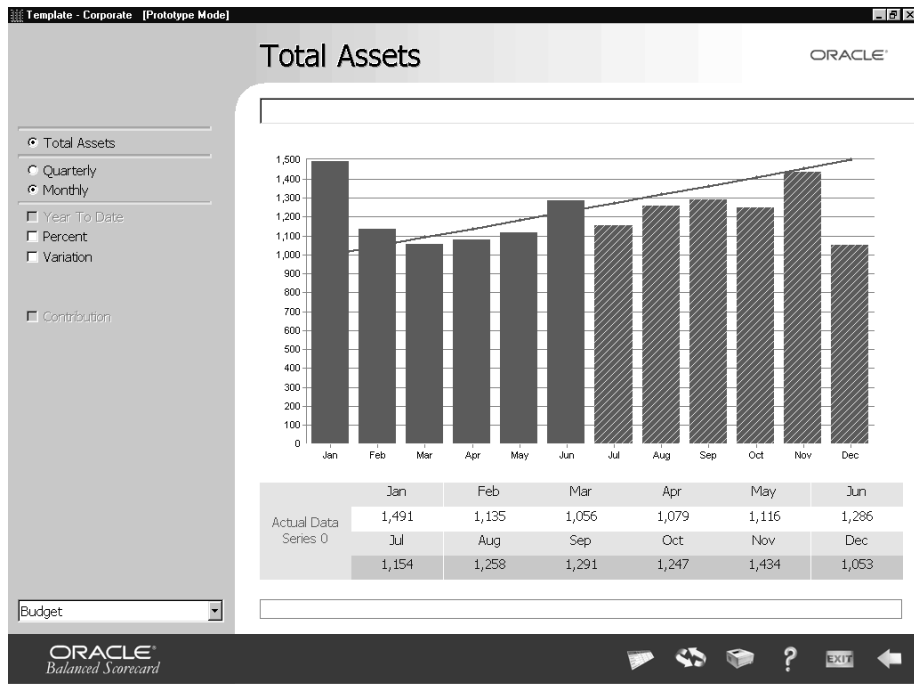 Template - Corporate [Prototype Mode]
Total Assets
ORACLE
Total Assets
Quarterly
Monthly
Year To Date
Percent
Variation
Contribution
1,500
1,400
1,300
1,200
1,100
1,000
900
800
700
600
500
400
300
200
100
0
Jan Feb Mar Apr May Jun Jul Aug Sep Oct Nov Dec
Jan Feb Mar Apr May Jun
Actual Data Series 0
1,491 1,135 1,056 1,079 1,116 1,286
Jul Aug Sep Oct Nov Dec
1,154 1,258 1,291 1,247 1,434 1,053
Budget
ORACLE
Balanced Scorecard
?
EXIT